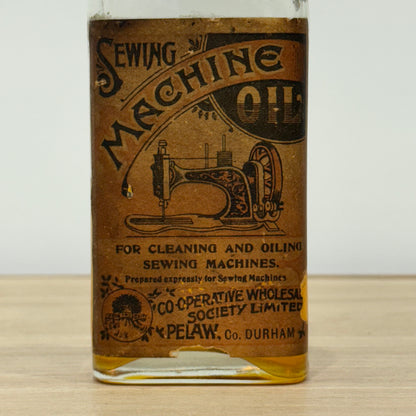 SEWING
MACHINE
OIL
FOR CLEANING AND OILING
SEWING MACHINES.
Prepared expressly for Sewing Machines
CO-OPERATIVE WHOLESAL
SOCIETY LIMITED
PELAW, Co. DURHAM